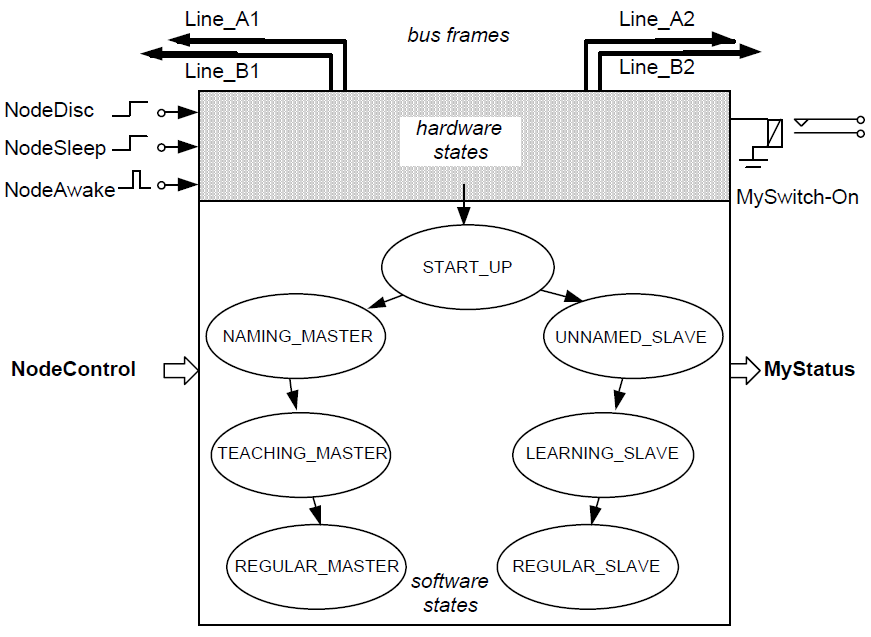 Line_A1
bus frames
Line_A2
Line_B1
Line_B2
NodeDisc
hardware
states
NodeSleep
NodeAwake
MySwitch-On
START_UP
NAMING_MASTER
UNNAMED_SLAVE
NodeControl
MyStatus
TEACHING_MASTER
LEARNING_SLAVE
REGULAR_MASTER
REGULAR_SLAVE
software
states